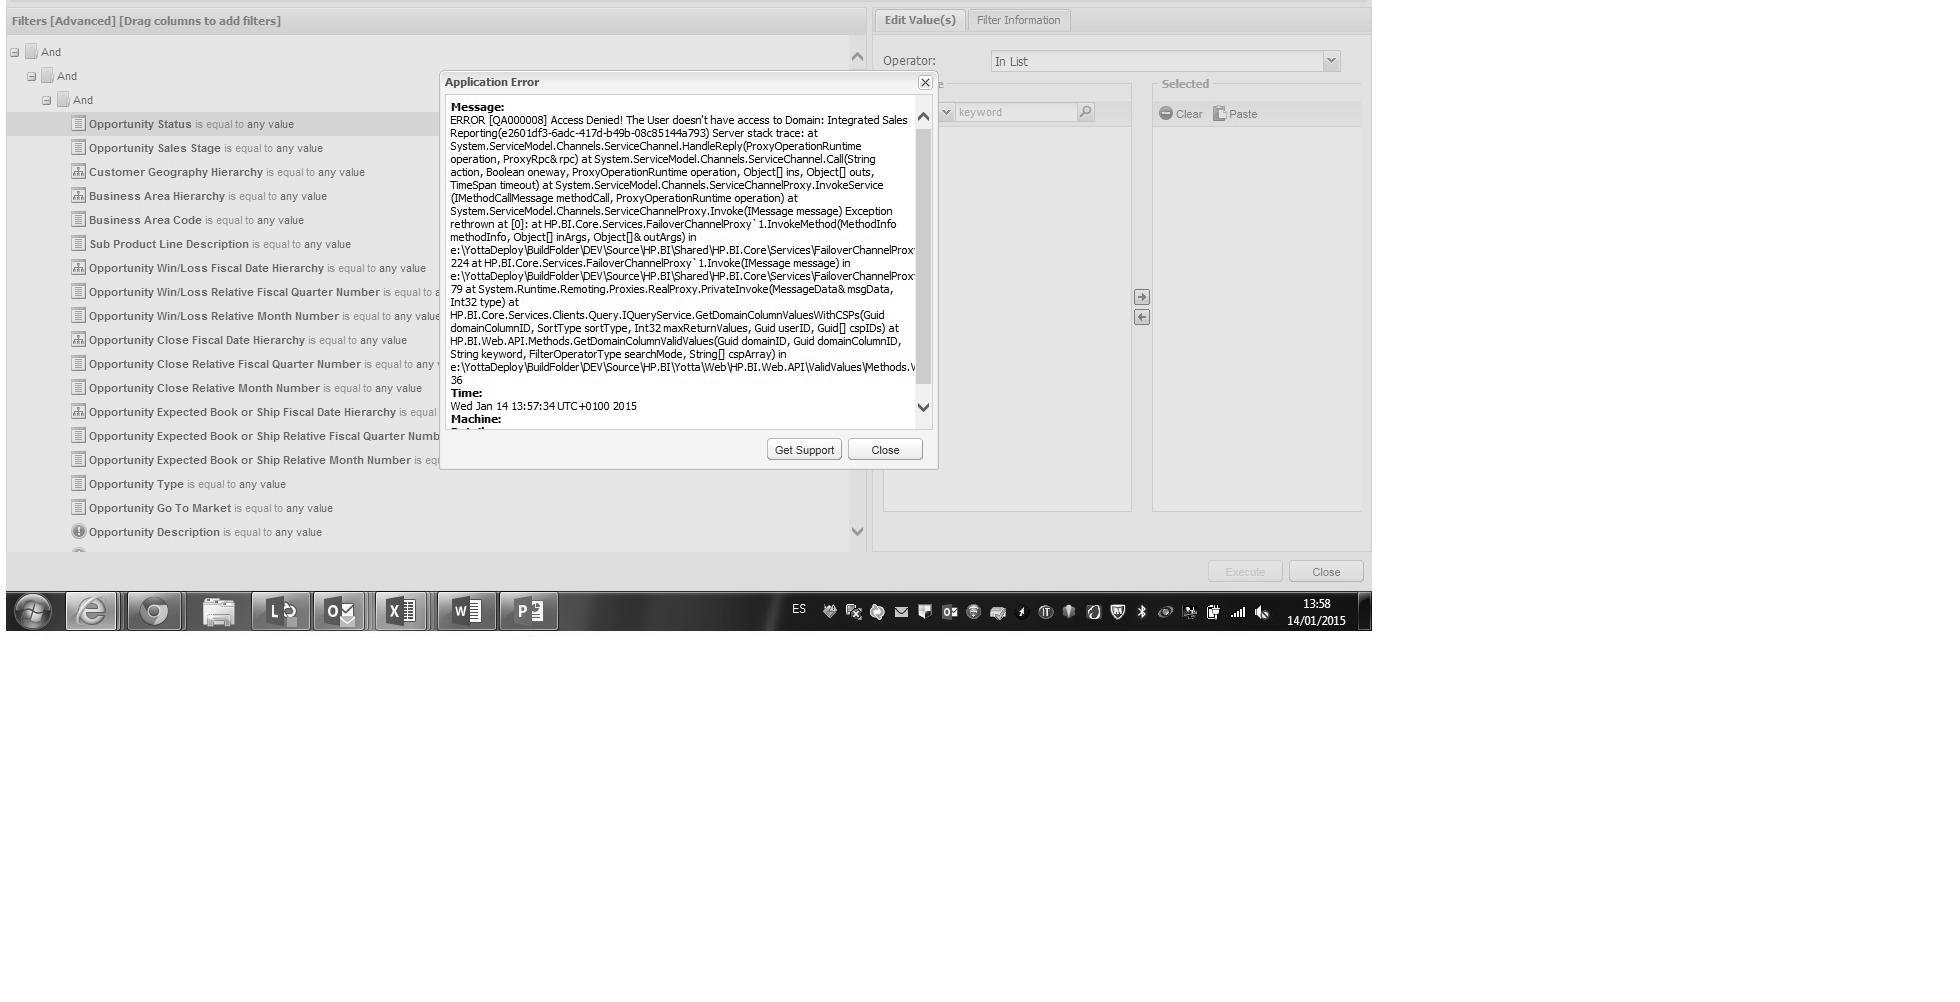 Filters [Advanced] [Drag columns to add filters]
And
And
And
Opportunity Status is equal to any value
Opportunity Sales Stage is equal to any value
Customer Geography Hierarchy is equal to any value
Business Area Hierarchy is equal to any value
Business Area Code is equal to any value
Sub Product Line Description is equal to any value
Opportunity Win/Loss Fiscal Date Hierarchy is equal to any value
Opportunity Win/Loss Relative Fiscal Quarter Number is equal to
Opportunity Win/Loss Relative Month Number is equal to any value
Opportunity Close Fiscal Date Hierarchy is equal to any value
Opportunity Close Relative Fiscal Quarter Number is equal to any
Opportunity Close Relative Month Number is equal to any value
Opportunity Expected Book or Ship Fiscal Date Hierarchy is equal
Opportunity Expected Book or Ship Relative Fiscal Quarter Numb
Opportunity Expected Book or Ship Relative Month Number is eq
Opportunity Type is equal to any value
Opportunity Go To Market is equal to any value
Opportunity Description is equal to any value
Application Error
Message:
ERROR [QA000008] Access Denied! The User doesn't have access to Domain: Integrated Sales
Reporting(e2601df3-6adc-417d-b49b-08c85144a793) Server stack trace: at
System.ServiceModel.Channels.ServiceChannel.HandleReply(ProxyOperationRuntime
operation, ProxyRpc& rpc) at System.ServiceModel.Channels.ServiceChannel.Call(String
action, Boolean oneway, ProxyOperationRuntime operation, Object[] ins, Object[] outs,
TimeSpan timeout) at System.ServiceModel.Channels.ServiceChannelProxy.InvokeService
(IMethodCallMessage methodCall, ProxyOperationRuntime operation) at
System.ServiceModel.Channels.ServiceChannelProxy.Invoke(IMessage message) Exception
rethrown at [0]: at HP.BI.Core.Services.FailoverChannelProxy`1.InvokeMethod(MethodInfo
methodInfo, Object[] inArgs, Object[]& outArgs) in
e:\YottaDeploy\BuildFolder\DEV\Source\HP.BI\Shared\HP.BI.Core\Services\FailoverChannelProxy
224 at HP.BI.Core.Services.FailoverChannelProxy`1.Invoke(IMessage message) in
e:\YottaDeploy\BuildFolder\DEV\Source\HP.BI\Shared\HP.BI.Core\Services\FailoverChannelProxy
79 at System.Runtime.Remoting.Proxies.RealProxy.PrivateInvoke(MessageData& msgData,
Int32 type) at
HP.BI.Core.Services.Clients.Query.IQueryService.GetDomainColumnValuesWithCSPs(Guid
domainColumnID, SortType sortType, Int32 maxReturnValues, Guid userID, Guid[] cspIDs) at
HP.BI.Web.API.Methods.GetDomainColumnValidValues(Guid domainID, Guid domainColumnID,
String keyword, FilterOperatorType searchMode, String[] cspArray) in
e:\YottaDeploy\BuildFolder\DEV\Source\HP.BI\Yotta\Web\HP.BI.Web.API\ValidValues\Methods.V
36
Time:
Wed Jan 14 13:57:34 UTC+0100 2015
Machine:
Get Support
Close
Edit Value(s)
Filter Information
Operator:
In List
keyword
Selected
Clear
Paste
Execute
Close
ES
13:58
14/01/2015